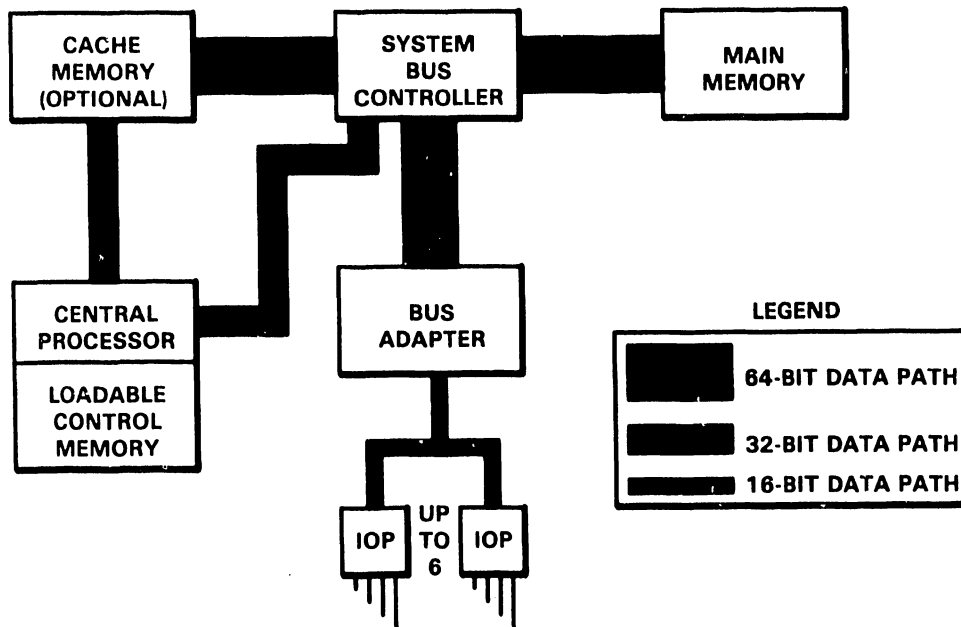 CACHE
MEMORY
(OPTIONAL)
SYSTEM
BUS
CONTROLLER
MAIN
MEMORY
CENTRAL
PROCESSOR
LOADABLE
CONTROL
MEMORY
BUS
ADAPTER
IOP
UP
TO
6
IOP
LEGEND
64-BIT DATA PATH
32-BIT DATA PATH
16-BIT DATA PATH